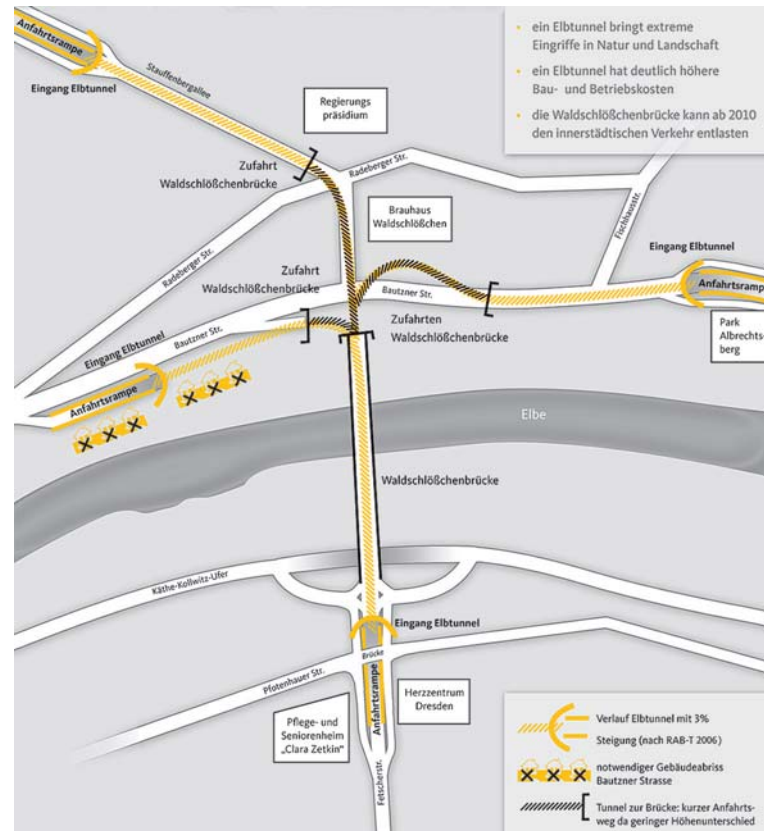 • ein Elbtunnel bringt extreme
Eingriffe in Natur und Landschaft
• ein Elbtunnel hat deutlich höhere
Bau- und Betriebskosten
• die Waldschlößchenbrücke kann ab 2010
den innerstädtischen Verkehr entlasten
Anfahrtsrampe
Eingang Elbtunnel
Stauffenbergallee
Regierungs
präsidium
Zufahrt
Waldschlößchenbrücke
Radeberger Str.
Brauhaus
Waldschlößchen
Fischhausstr.
Radeberger Str.
Zufahrt
Waldschlößchenbrücke
Eingang Elbtunnel
Bautzner Str.
Anfahrtsrampe
Zufahrten
Waldschlößchenbrücke
Park
Albrechts-
berg
Eingang Elbtunnel
Bautzner Str.
Anfahrtsrampe
Elbe
Waldschlößchenbrücke
Käthe-Kollwitz-Ufer
Eingang Elbtunnel
Brücke
Pfotenhauer Str.
Anfahrtsrampe
Herzzentrum
Dresden
Pflege- und
Seniorenheim
„Clara Zetkin“
Fetscherstr.
Verlauf Elbtunnel mit 3%
Steigung (nach RAB-T 2006)
notwendiger Gebäudeabriss
Bautzner Strasse
Tunnel zur Brücke: kurzer Anfahrts-
weg da geringer Höhenunterschied